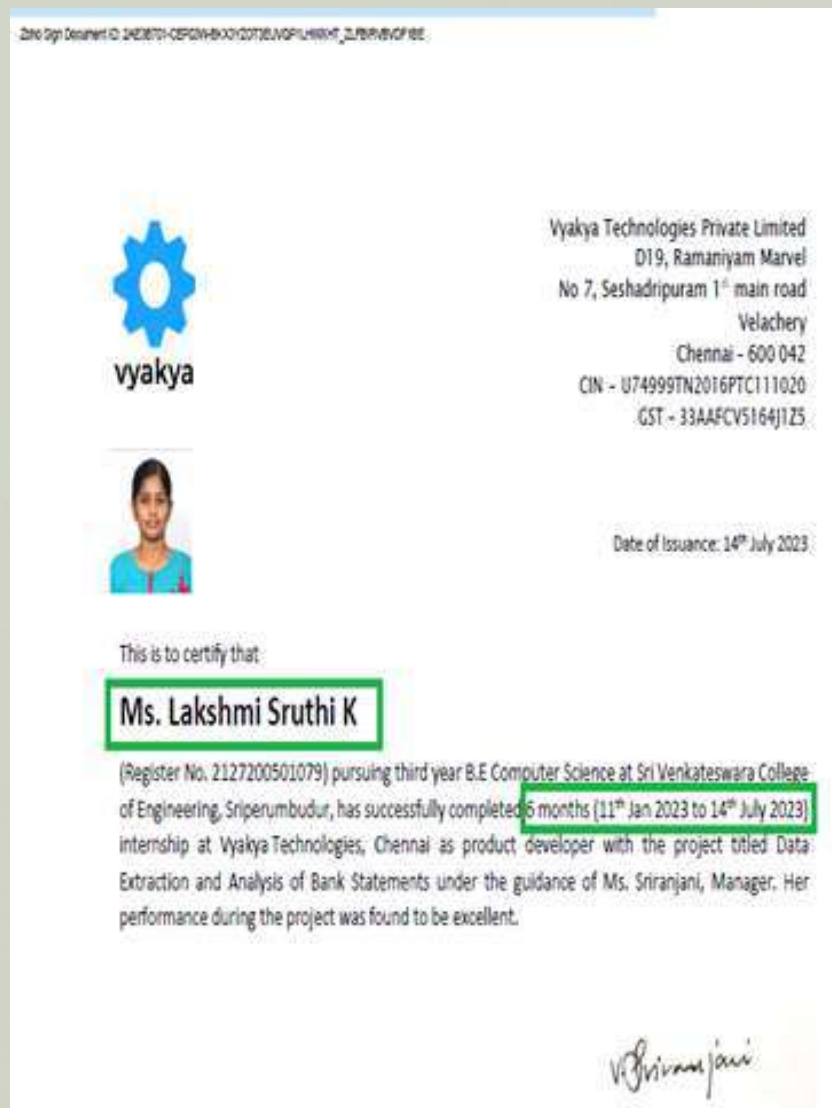 Zoho Sign Document ID:
vyakya
Vyakya Technologies Private Limited
D19, Ramaniyam Marvel
No 7, Seshadripuram 1st main road
Velachery
Chennai - 600 042
CIN - U74999TN2016PTC111020
GST - 33AAFCV5164J1Z5
Date of Issuance: 14th July 2023
This is to certify that
Ms. Lakshmi Sruthi K
(Register No. 2127200501079) pursuing third year B.E Computer Science at Sri Venkateswara College
of Engineering, Sriperumbudur, has successfully completed 6 months (11th Jan 2023 to 14th July 2023)
internship at Vyakya Technologies, Chennai as product developer with the project titled Data
Extraction and Analysis of Bank Statements under the guidance of Ms. Sriranjani, Manager. Her
performance during the project was found to be excellent.
V. Sriranjani